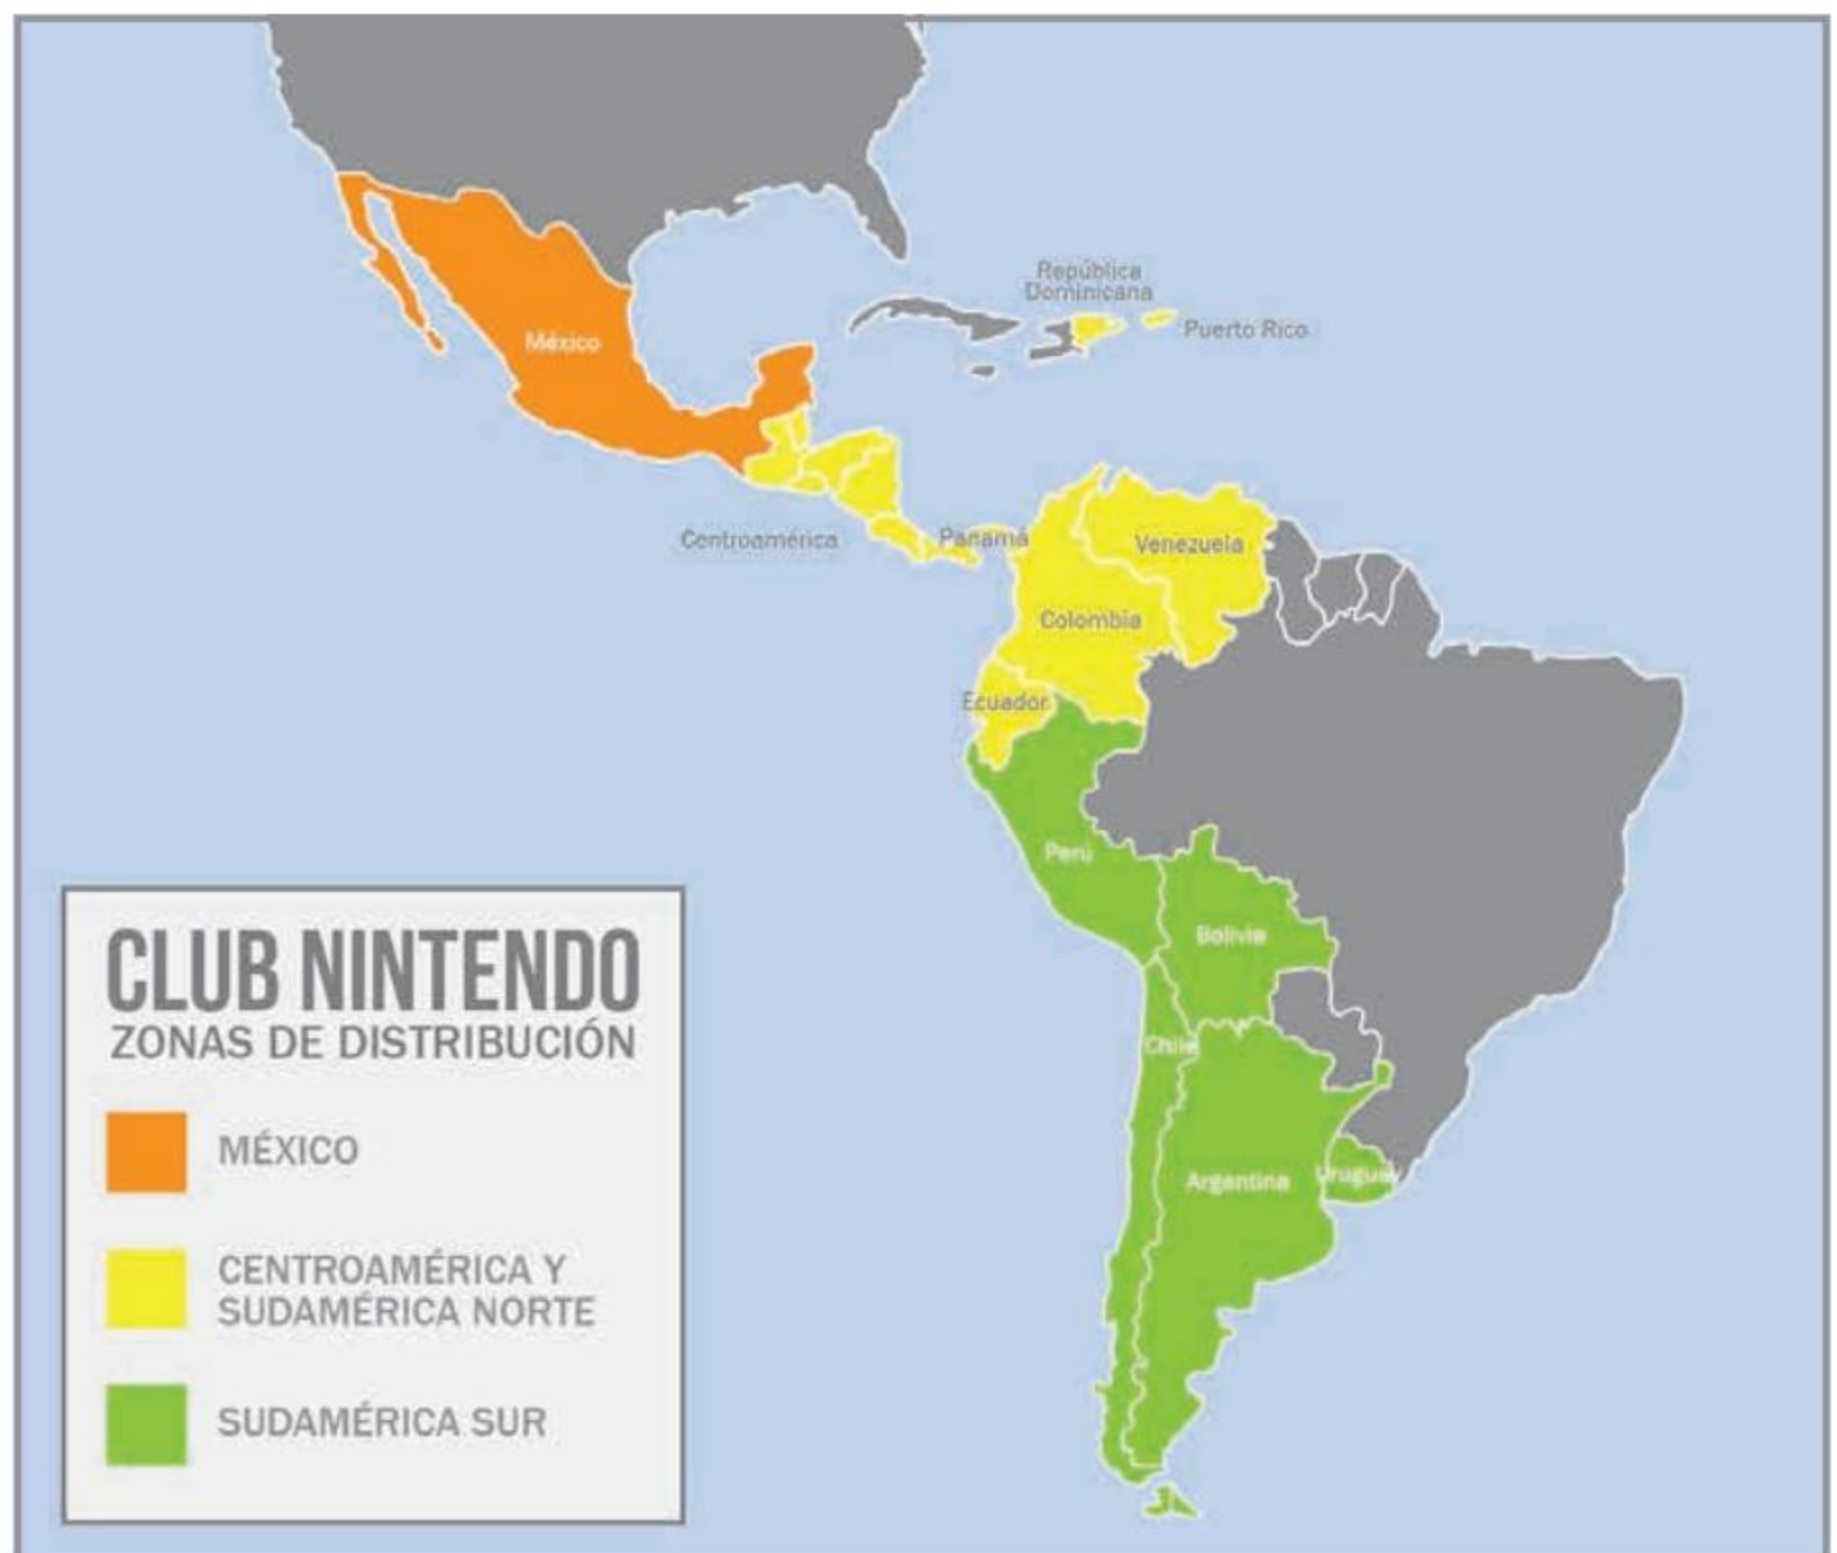 República
Dominicana
Puerto Rico
México
Centroamérica
Panamá
Venezuela
Colombia
Ecuador
Perú
Bolivia
Chile
Argentina
Uruguay
CLUB NINTENDO
ZONAS DE DISTRIBUCIÓN
MÉXICO
CENTROAMÉRICA Y
SUDAMÉRICA NORTE
SUDAMÉRICA SUR